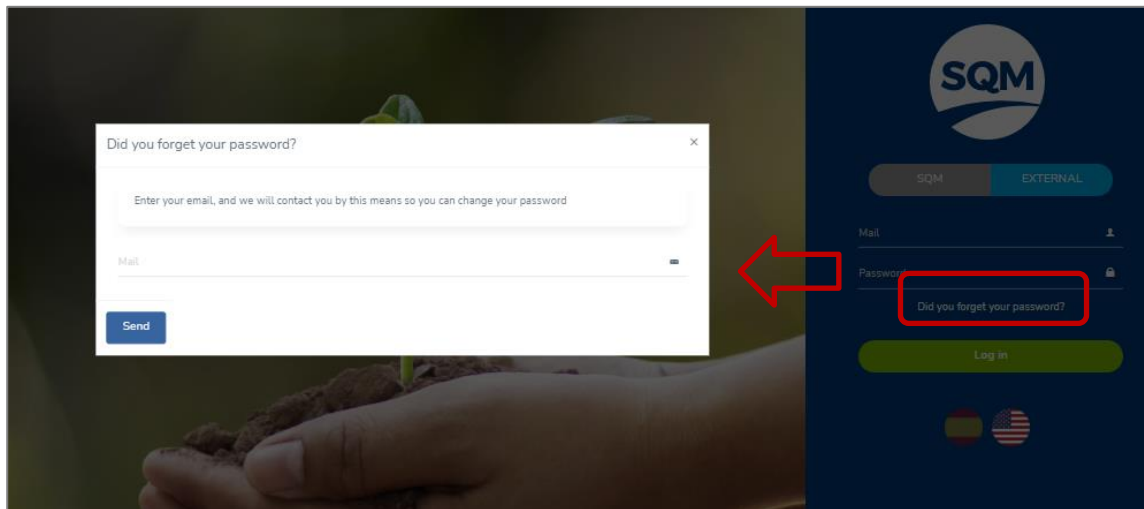 Did you forget your password?
×
Enter your email, and we will contact you by this means so you can change your password
Mail
Send
SQM
SQM EXTERNAL
Mail
Password
Did you forget your password?
Log in